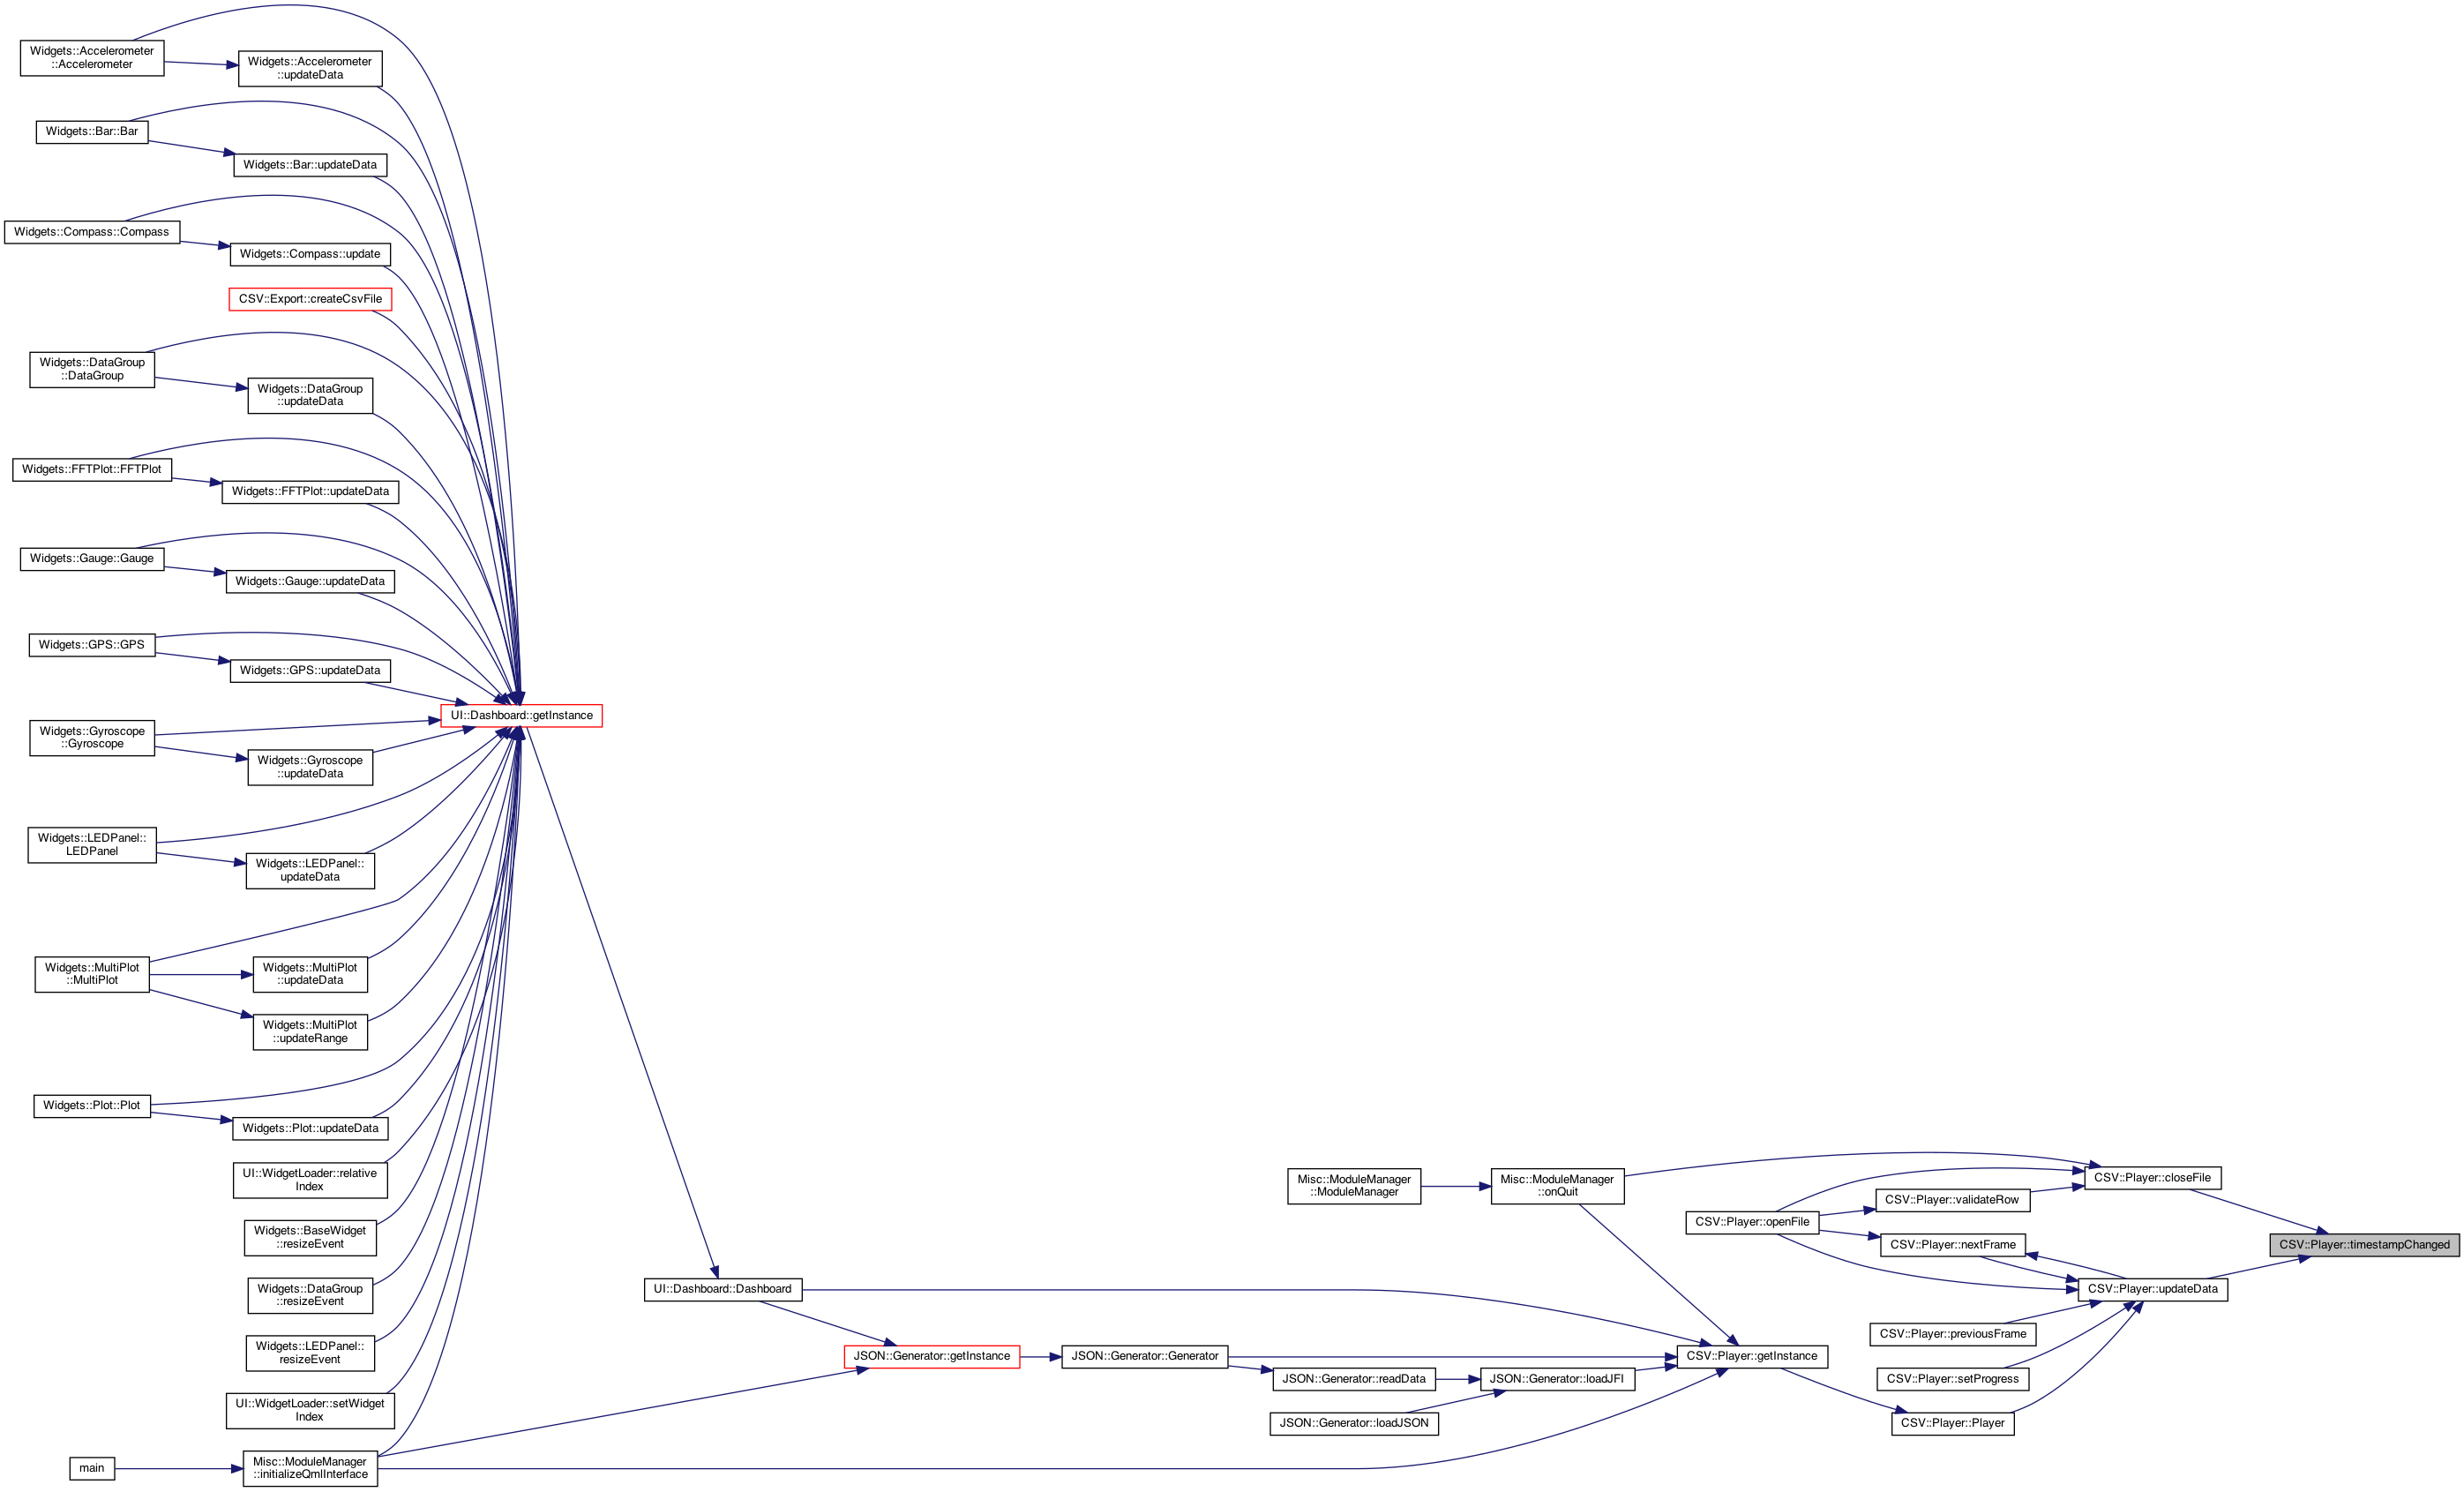 Widgets::Accelerometer
::Accelerometer
Widgets::Accelerometer
::updateData
Widgets::Bar::Bar
Widgets::Bar::updateData
Widgets::Compass::Compass
Widgets::Compass::update
CSV::Export::createCsvFile
Widgets::DataGroup
::DataGroup
Widgets::DataGroup
::updateData
Widgets::FFTPlot::FFTPlot
Widgets::FFTPlot::updateData
Widgets::Gauge::Gauge
Widgets::Gauge::updateData
Widgets::GPS::GPS
Widgets::GPS::updateData
UI::Dashboard::getInstance
Widgets::Gyroscope
::Gyroscope
Widgets::Gyroscope
::updateData
Widgets::LEDPanel::
LEDPanel
Widgets::LEDPanel::
updateData
Widgets::MultiPlot
::MultiPlot
Widgets::MultiPlot
::updateData
Widgets::MultiPlot
::updateRange
Widgets::Plot::Plot
Widgets::Plot::updateData
UI::WidgetLoader::relative
Index
Widgets::BaseWidget
::resizeEvent
Widgets::DataGroup
::resizeEvent
Widgets::LEDPanel::
resizeEvent
UI::WidgetLoader::setWidget
Index
main
Misc::ModuleManager
::initializeQmlInterface
UI::Dashboard::Dashboard
JSON::Generator::getInstance
JSON::Generator::Generator
JSON::Generator::readData
JSON::Generator::loadJSON
JSON::Generator::loadJFI
Misc::ModuleManager
::ModuleManager
Misc::ModuleManager
::onQuit
CSV::Player::getInstance
CSV::Player::openFile
CSV::Player::validateRow
CSV::Player::nextFrame
CSV::Player::previousFrame
CSV::Player::setProgress
CSV::Player::Player
CSV::Player::closeFile
CSV::Player::updateData
CSV::Player::timestampChanged